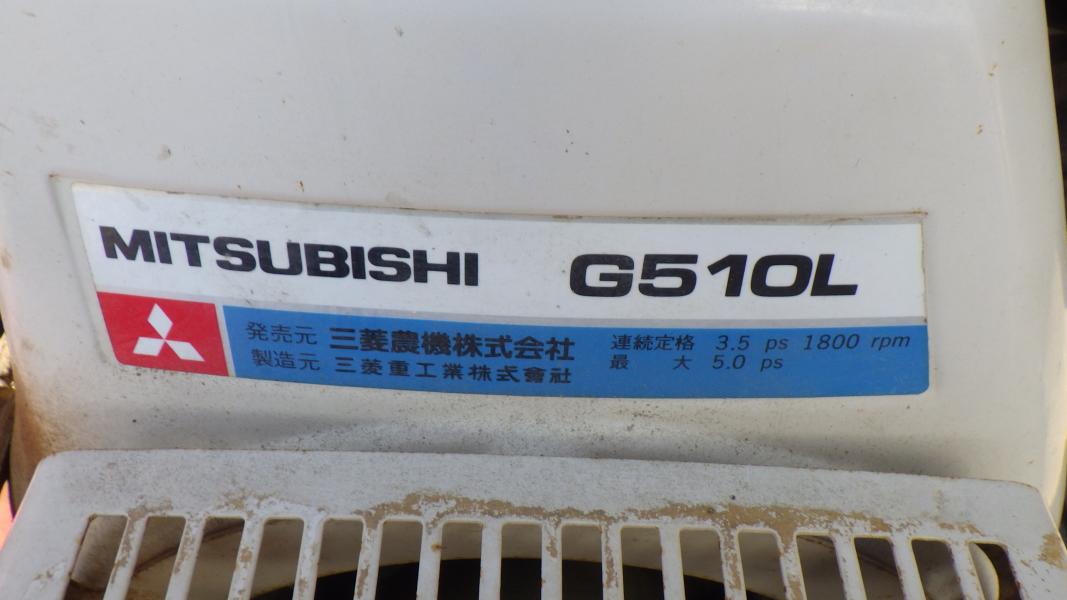 MITSUBISHI G510L
発売元 三菱農機株式会社 連続定格 3.5 ps 1800 rpm
製造元 三菱重工業株式會社 最大 5.0 ps